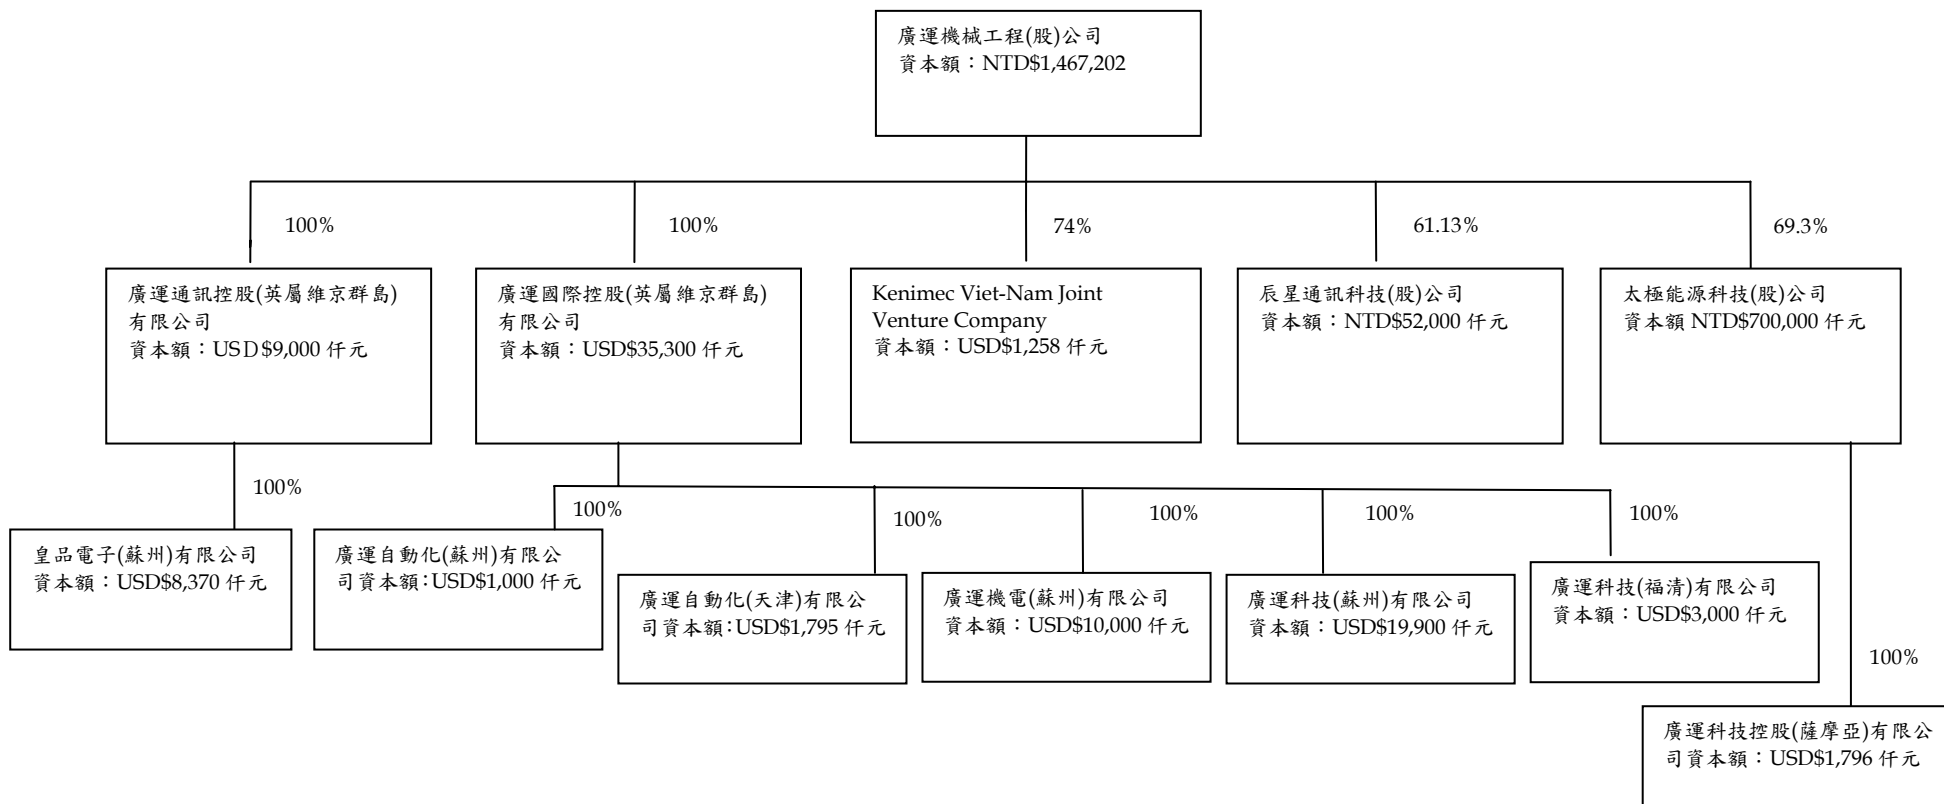 廣運機械工程(股)公司
資本額：NTD$1,467,202
100%
100%
74%
61.13%
69.3%
廣運通訊控股(英屬維京群島)
有限公司
資本額：USＤ$9,000 仟元
廣運國際控股(英屬維京群島)
有限公司
資本額：USD$35,300 仟元
Kenimec Viet-Nam Joint
Venture Company
資本額：USD$1,258 仟元
辰星通訊科技(股)公司
資本額：NTD$52,000 仟元
太極能源科技(股)公司
資本額 NTD$700,000 仟元
100%
100%
100%
100%
100%
100%
皇品電子(蘇州)有限公司
資本額：USD$8,370 仟元
廣運自動化(蘇州)有限公
司資本額：USD$1,000 仟元
廣運自動化(天津)有限公
司資本額：USD$1,795 仟元
廣運機電(蘇州)有限公司
資本額：USD$10,000 仟元
廣運科技(蘇州)有限公司
資本額：USD$19,900 仟元
廣運科技(福清)有限公司
資本額：USD$3,000 仟元
100%
廣運科技控股(薩摩亞)有限公
司資本額：USD$1,796 仟元